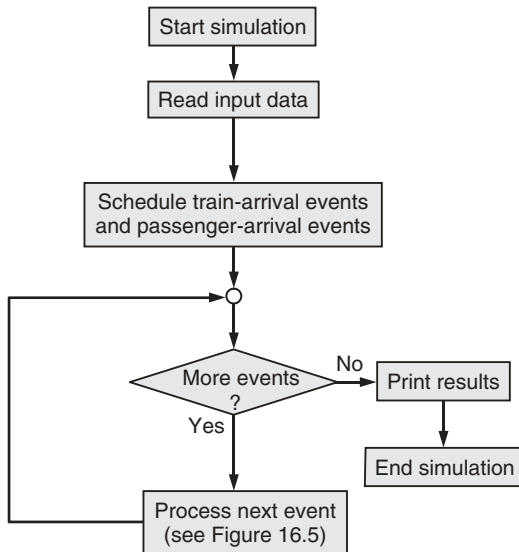 Start simulation
Read input data
Schedule train-arrival events
and passenger-arrival events
More events
?
No
Print results
Yes
End simulation
Process next event
(see Figure 16.5)